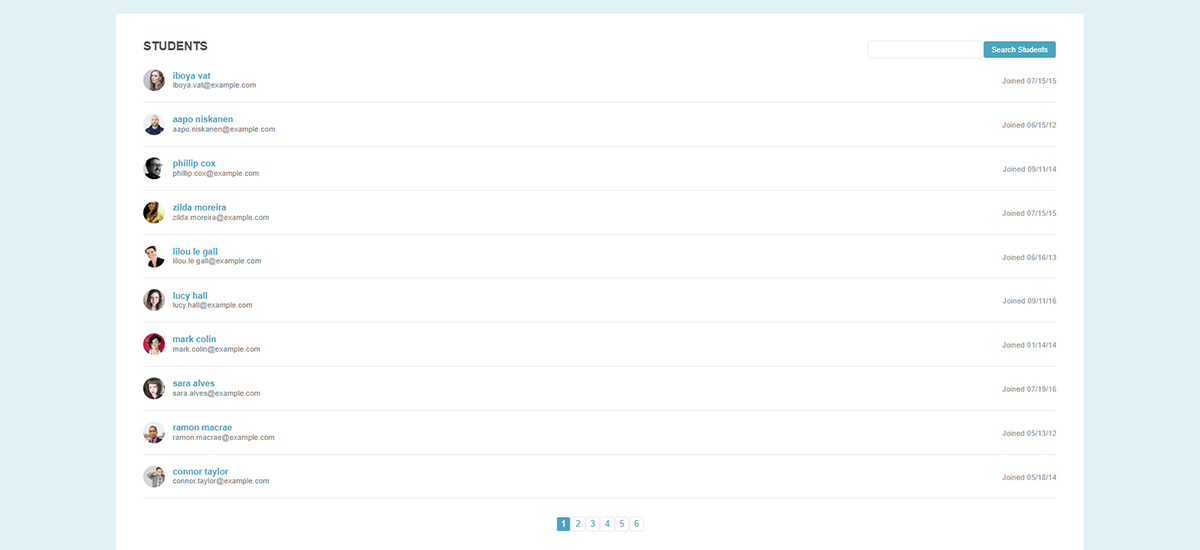 STUDENTS
Search Students
iboya vat
iboya.vat@example.com
Joined 07/15/15
aapo niskanen
aapo.niskanen@example.com
Joined 06/15/12
phillip cox
phillip.cox@example.com
Joined 09/11/14
zilda moreira
zilda.moreira@example.com
Joined 07/15/15
lilou le gall
lilou.le gall@example.com
Joined 06/16/13
lucy hall
lucy.hall@example.com
Joined 09/11/16
mark colin
mark.colin@example.com
Joined 01/14/14
sara alves
sara.alves@example.com
Joined 07/19/16
ramon macrae
ramon.macrae@example.com
Joined 05/13/12
connor taylor
connor.taylor@example.com
Joined 05/18/14
1 2 3 4 5 6